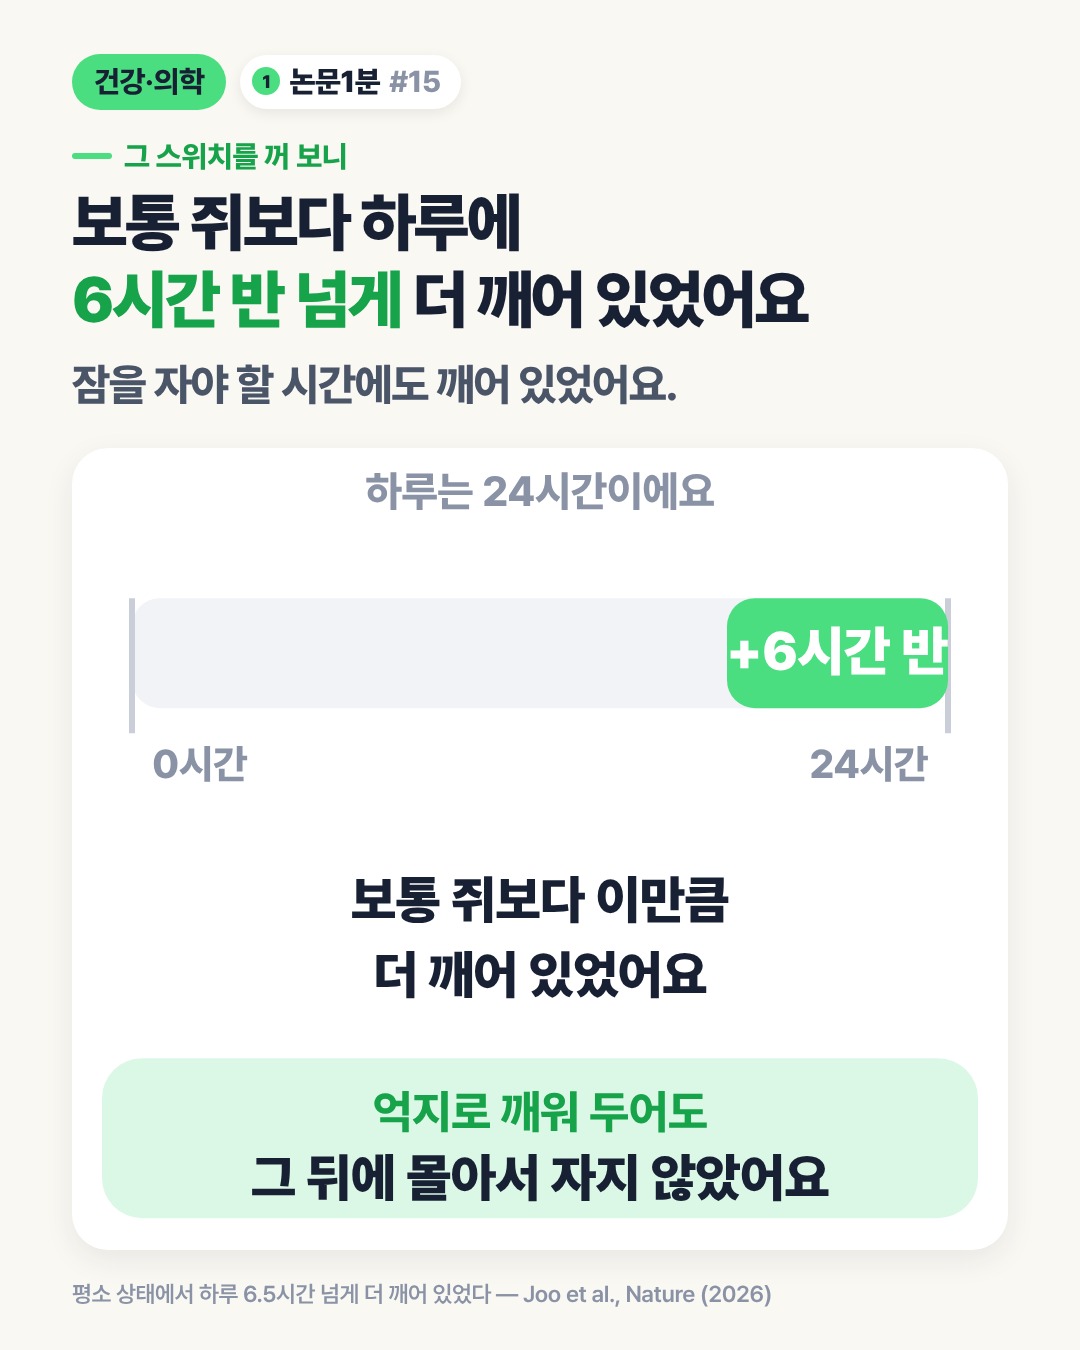 건강·의학
1 논문1분 #15
그 스위치를 꺼 보니
보통 쥐보다 하루에
6시간 반 넘게 더 깨어 있었어요
잠을 자야 할 시간에도 깨어 있었어요.
하루는 24시간이에요
+6시간 반
0시간
24시간
보통 쥐보다 이만큼
더 깨어 있었어요
억지로 깨워 두어도
그 뒤에 몰아서 자지 않았어요
평소 상태에서 하루 6.5시간 넘게 더 깨어 있었다 — Joo et al., Nature (2026)